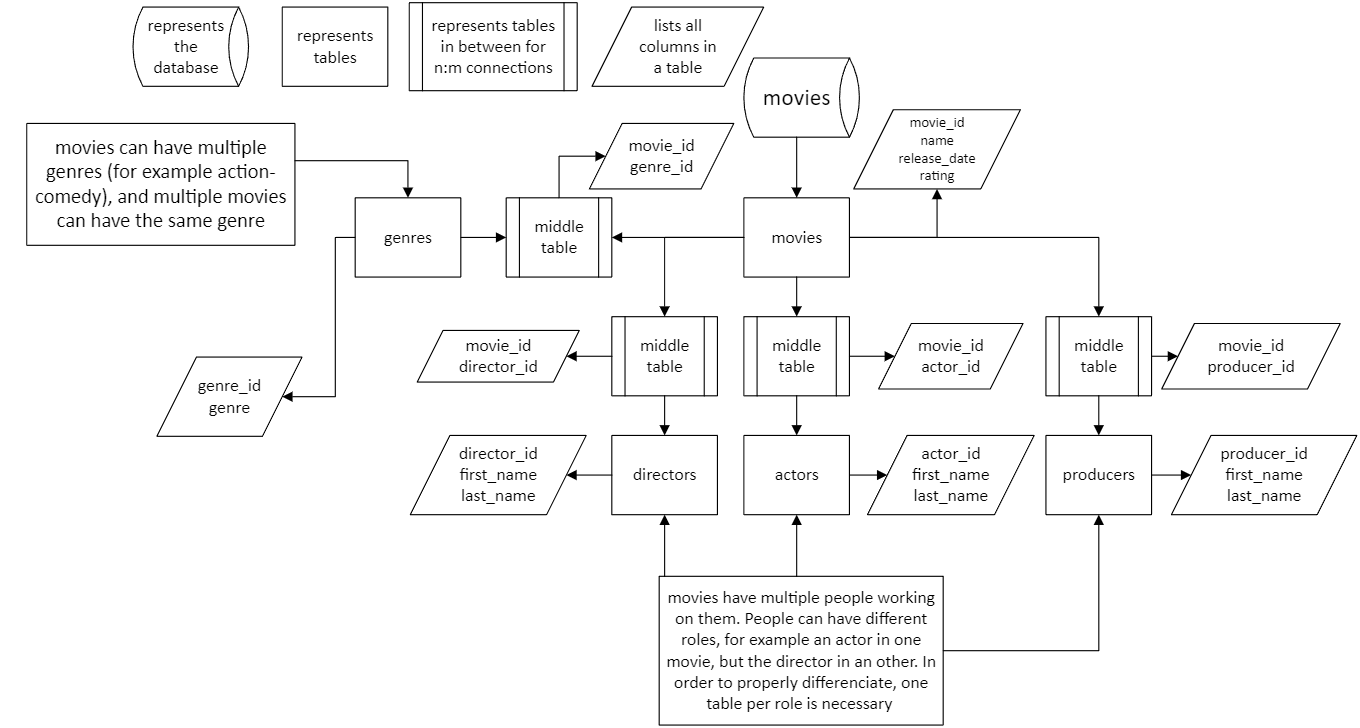 represents
the
database
represents
tables
represents tables
in between for
n:m connections
lists all
columns in
a table
movies
movie_id
name
release_date
rating
movies can have multiple
genres (for example action-
comedy), and multiple movies
can have the same genre
movie_id
genre_id
genres
middle
table
movies
genre_id
genre
movie_id
director_id
middle
table
middle
table
movie_id
actor_id
middle
table
movie_id
producer_id
director_id
first_name
last_name
directors
actors
actor_id
first_name
last_name
producers
producer_id
first_name
last_name
movies have multiple people working
on them. People can have different
roles, for example an actor in one
movie, but the director in an other. In
order to properly differenciate, one
table per role is necessary